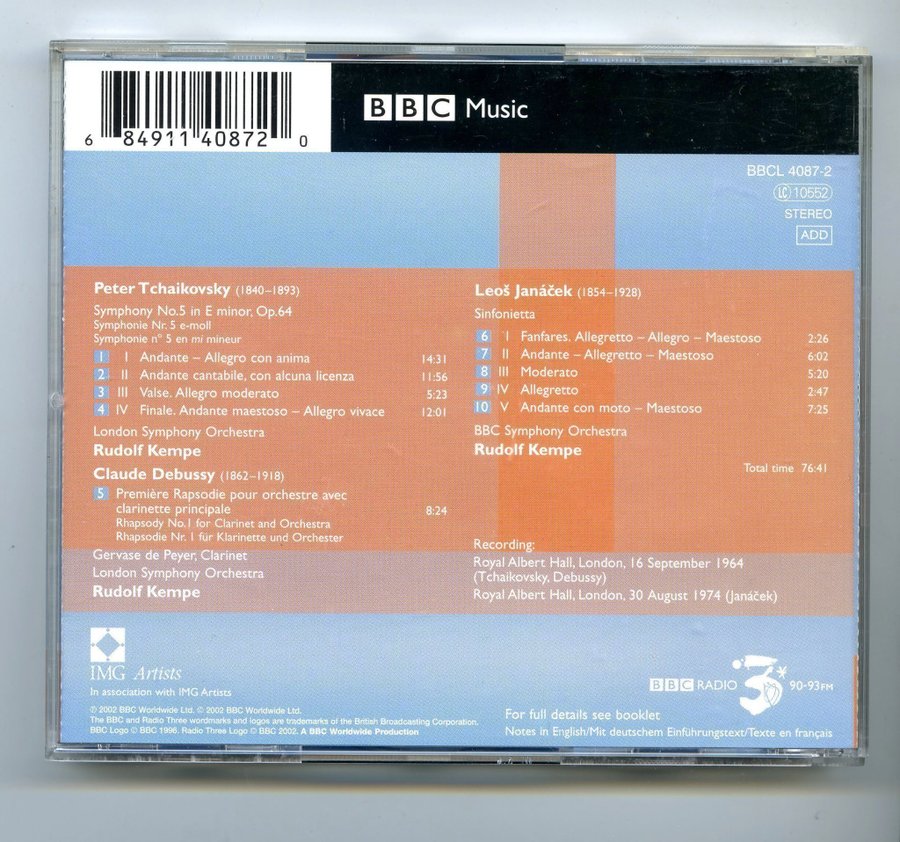 6 84911 40872 0
BBC Music
BBCL 4087-2
LC 10552
STEREO
ADD
Peter Tchaikovsky (1840–1893)
Symphony No.5 in E minor, Op.64
Symphonie Nr. 5 e-moll
Symphonie n° 5 en mi mineur
1 I Andante – Allegro con anima 14:31
2 II Andante cantabile, con alcuna licenza 11:56
3 III Valse. Allegro moderato 5:23
4 IV Finale. Andante maestoso – Allegro vivace 12:01
London Symphony Orchestra
Rudolf Kempe
Claude Debussy (1862–1918)
5 Première Rapsodie pour orchestre avec
clarinette principale 8:24
Rhapsody No.1 for Clarinet and Orchestra
Rhapsodie Nr. 1 für Klarinette und Orchester
Gervase de Peyer, Clarinet
London Symphony Orchestra
Rudolf Kempe
Leoš Janáček (1854–1928)
Sinfonietta
6 I Fanfares. Allegretto – Allegro – Maestoso 2:26
7 II Andante – Allegretto – Maestoso 6:02
8 III Moderato 5:20
9 IV Allegretto 2:47
10 V Andante con moto – Maestoso 7:25
BBC Symphony Orchestra
Rudolf Kempe
Total time 76:41
Recording:
Royal Albert Hall, London, 16 September 1964
(Tchaikovsky, Debussy)
Royal Albert Hall, London, 30 August 1974 (Janáček)
IMG Artists
In association with IMG Artists
℗ 2002 BBC Worldwide Ltd. © 2002 BBC Worldwide Ltd.
The BBC and Radio Three wordmarks and logos are trademarks of the British Broadcasting Corporation.
BBC Logo © BBC 1996. Radio Three Logo © BBC 2002. A BBC Worldwide Production
BBC RADIO 3 90-93FM
For full details see booklet
Notes in English/Mit deutschem Einführungstext/Texte en français